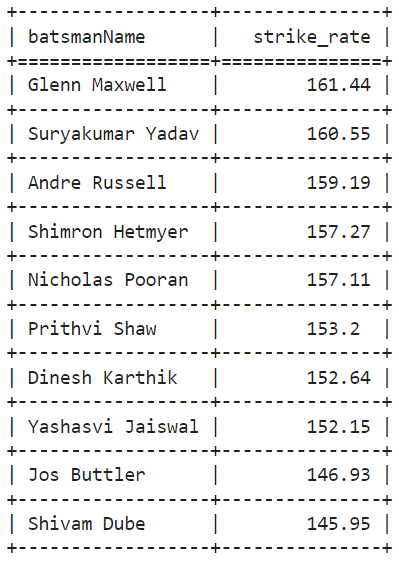 +------------------+---------------+
| batsmanName      |   strike_rate |
+==================+===============+
| Glenn Maxwell    |        161.44 |
+------------------+---------------+
| Suryakumar Yadav |        160.55 |
+------------------+---------------+
| Andre Russell    |        159.19 |
+------------------+---------------+
| Shimron Hetmyer  |        157.27 |
+------------------+---------------+
| Nicholas Pooran  |        157.11 |
+------------------+---------------+
| Prithvi Shaw     |        153.2  |
+------------------+---------------+
| Dinesh Karthik   |        152.64 |
+------------------+---------------+
| Yashasvi Jaiswal |        152.15 |
+------------------+---------------+
| Jos Buttler      |        146.93 |
+------------------+---------------+
| Shivam Dube      |        145.95 |
+------------------+---------------+